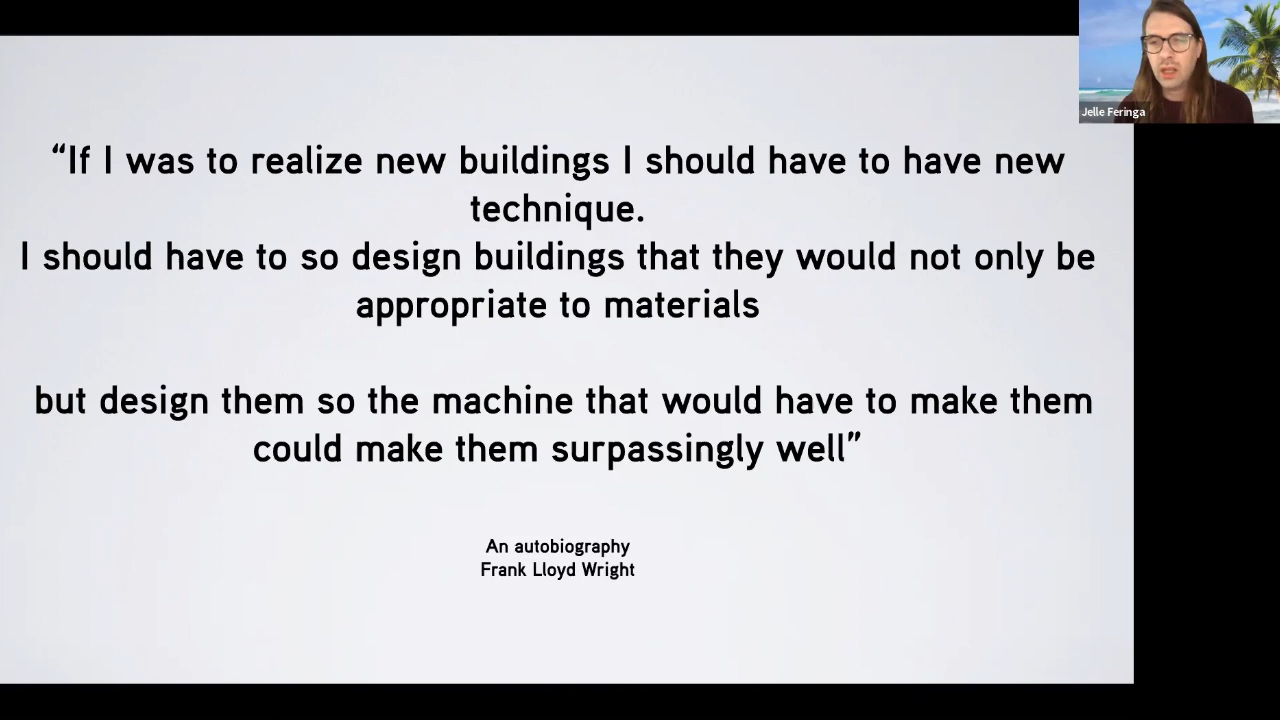 “If I was to realize new buildings I should have to have new
technique.
I should have to so design buildings that they would not only be
appropriate to materials
but design them so the machine that would have to make them
could make them surpassingly well”
An autobiography
Frank Lloyd Wright
Jelle Feringa